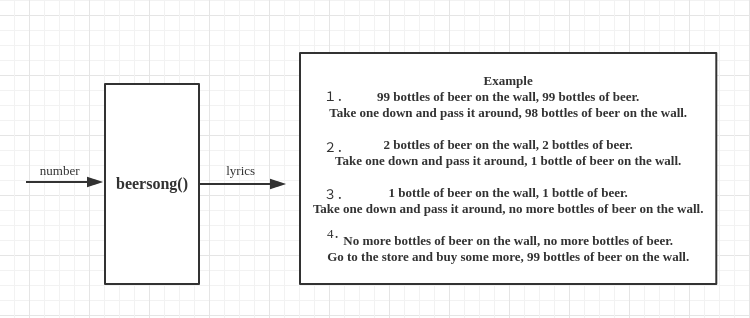 number
beersong()
lyrics
Example
1. 99 bottles of beer on the wall, 99 bottles of beer.
Take one down and pass it around, 98 bottles of beer on the wall.
2. 2 bottles of beer on the wall, 2 bottles of beer.
Take one down and pass it around, 1 bottle of beer on the wall.
3. 1 bottle of beer on the wall, 1 bottle of beer.
Take one down and pass it around, no more bottles of beer on the wall.
4. No more bottles of beer on the wall, no more bottles of beer.
Go to the store and buy some more, 99 bottles of beer on the wall.